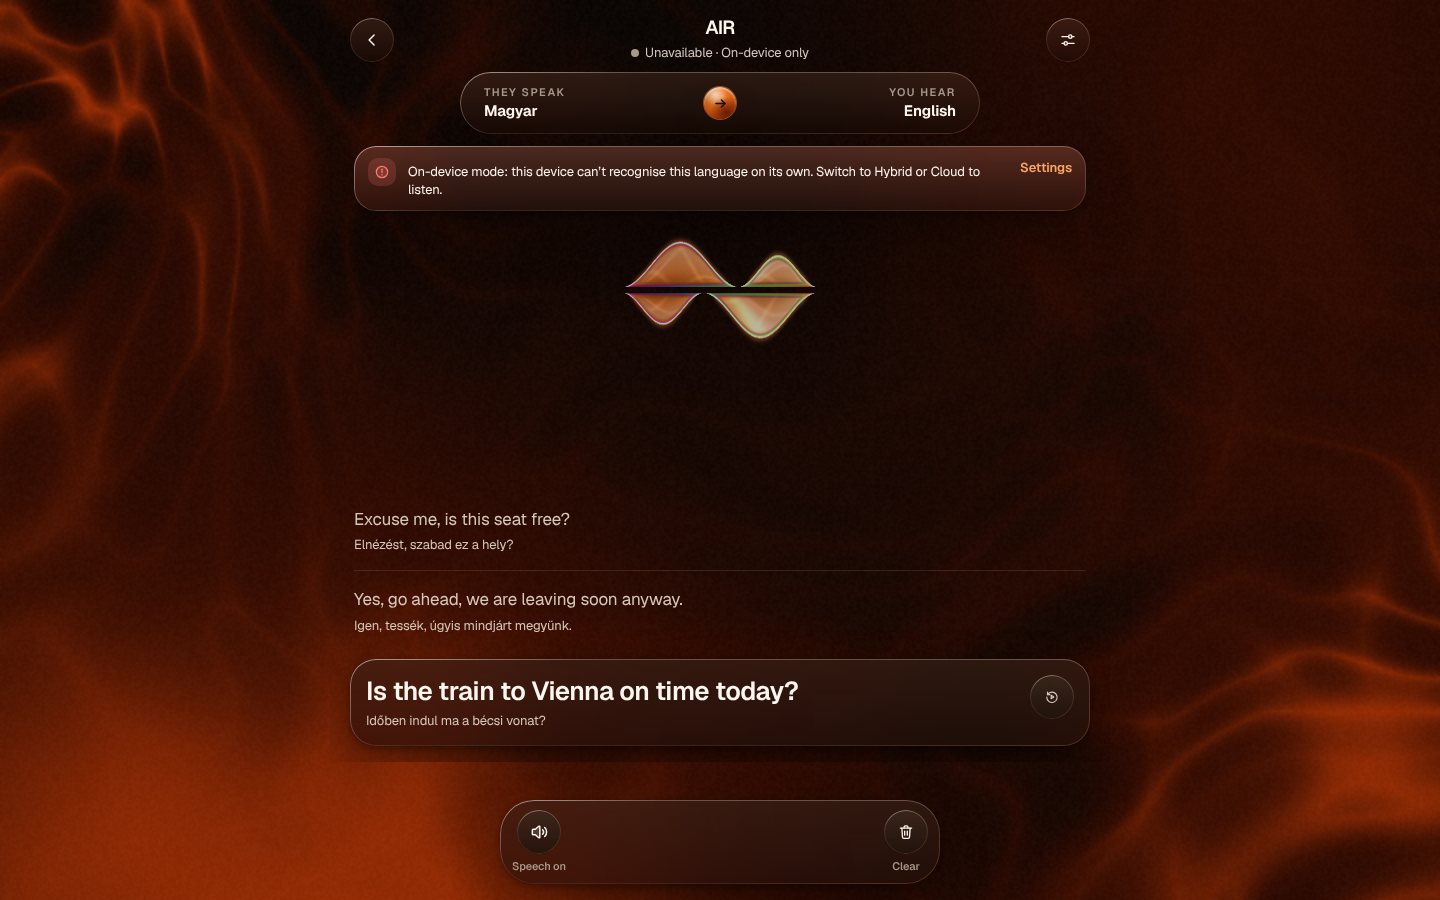 AIR
Unavailable · On-device only
THEY SPEAK
Magyar
YOU HEAR
English
On-device mode: this device can’t recognise this language on its own. Switch to Hybrid or Cloud to
listen.
Settings
Excuse me, is this seat free?
Elnézést, szabad ez a hely?
Yes, go ahead, we are leaving soon anyway.
Igen, tessék, úgyis mindjárt megyünk.
Is the train to Vienna on time today?
Időben indul ma a bécsi vonat?
Speech on
Clear